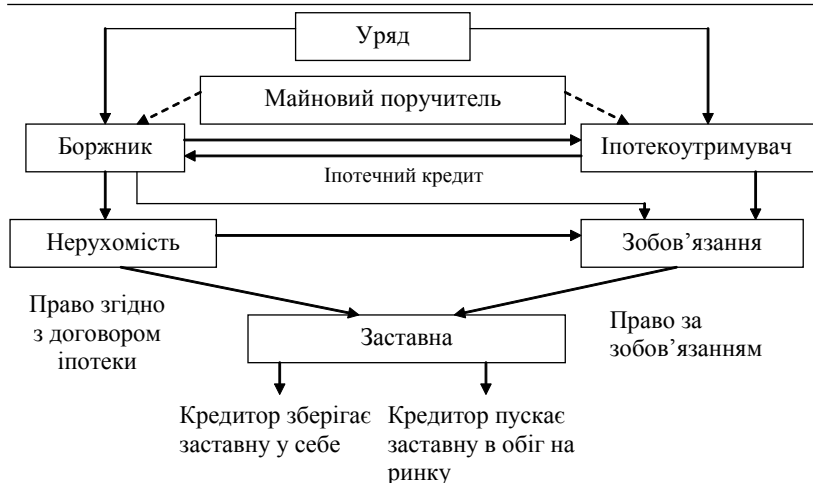 Уряд
Майновий поручитель
Боржник
Іпотекоутримувач
Іпотечний кредит
Нерухомість
Зобов’язання
Право згідно
з договором
іпотеки
Право за
зобов’язанням
Заставна
Кредитор зберігає
заставну у себе
Кредитор пускає
заставну в обіг на
ринку